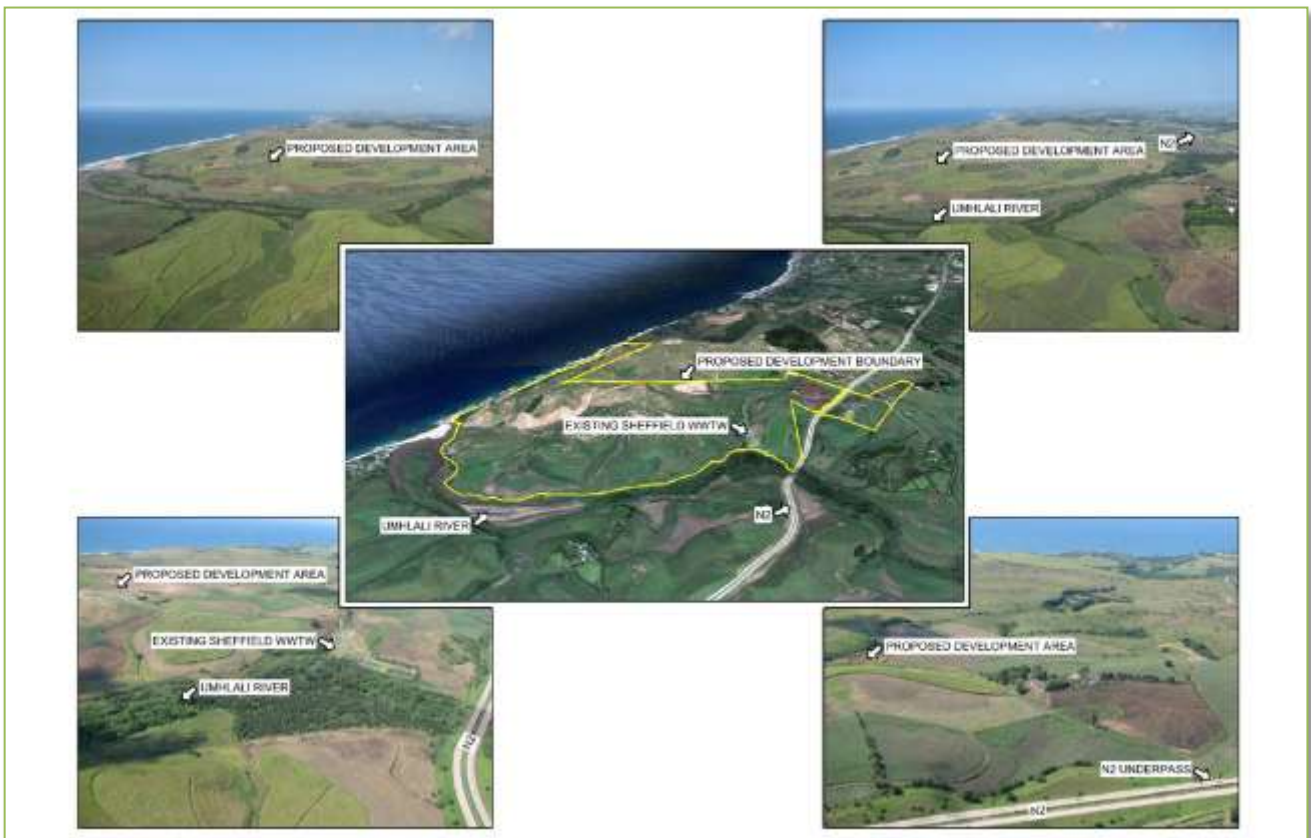 PROPOSED DEVELOPMENT AREA
PROPOSED DEVELOPMENT AREA
N2
UMHLALI RIVER
PROPOSED DEVELOPMENT BOUNDARY
EXISTING SHEFFIELD WWTW
UMHLALI RIVER
N2
PROPOSED DEVELOPMENT AREA
EXISTING SHEFFIELD WWTW
UMHLALI RIVER
N2
PROPOSED DEVELOPMENT AREA
N2 UNDERPASS
N2